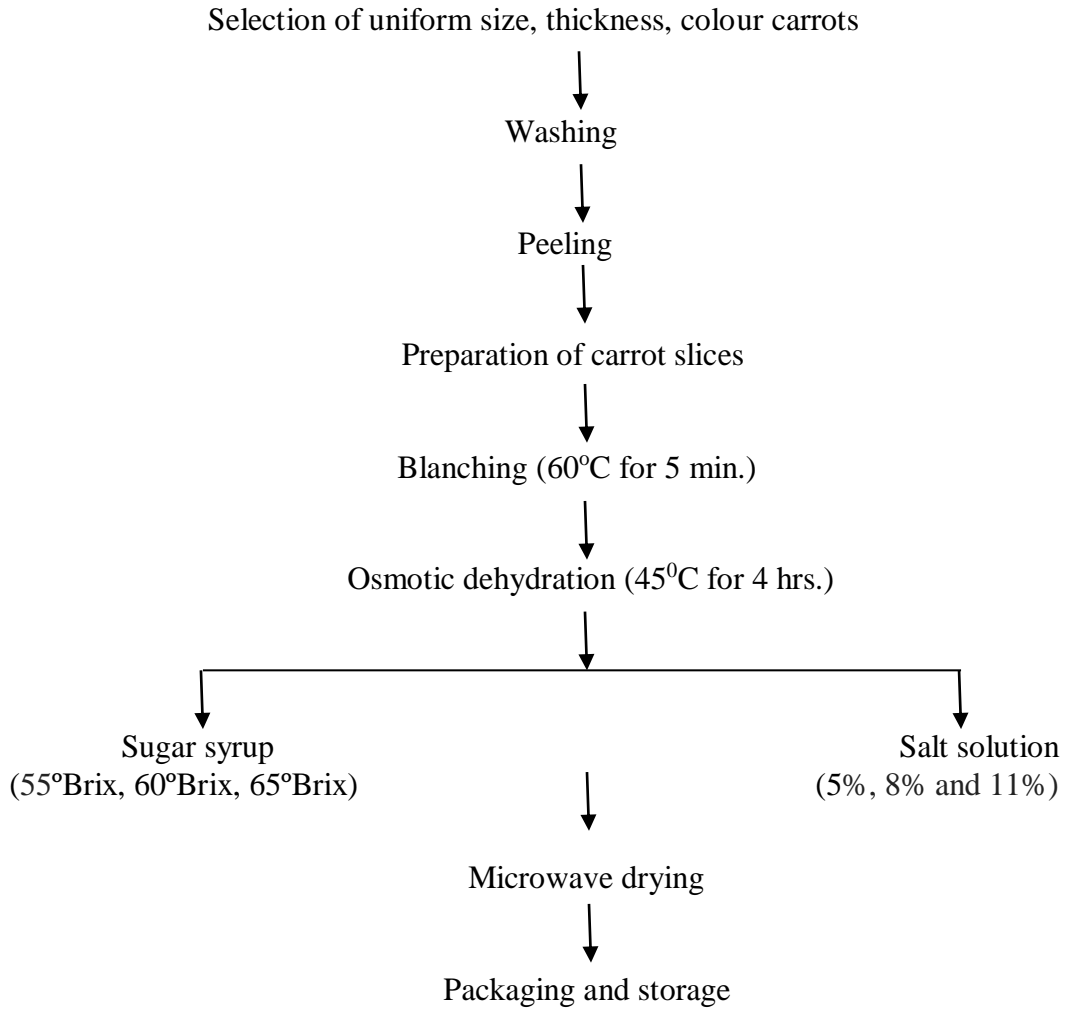 Selection of uniform size, thickness, colour carrots
Washing
Peeling
Preparation of carrot slices
Blanching (60°C for 5 min.)
Osmotic dehydration (45⁰C for 4 hrs.)
Sugar syrup
(55ºBrix, 60ºBrix, 65ºBrix)
Salt solution
(5%, 8% and 11%)
Microwave drying
Packaging and storage